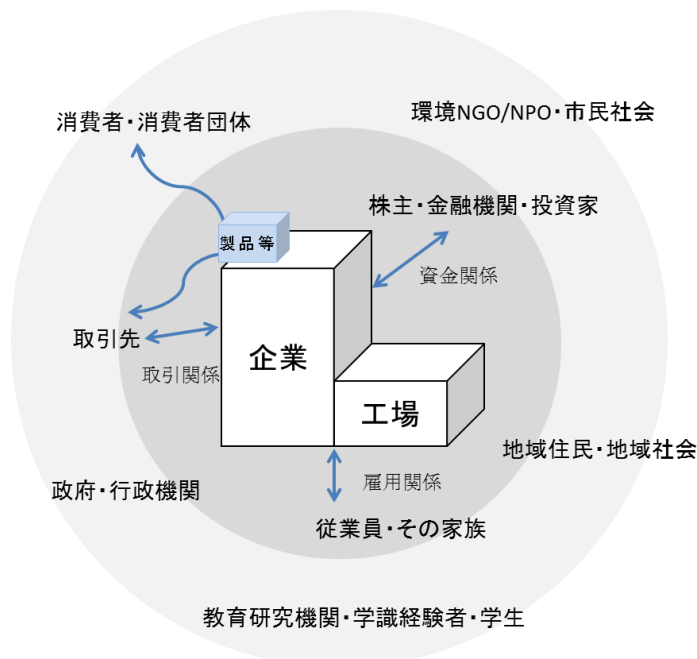 環境NGO/NPO・市民社会
消費者・消費者団体
株主・金融機関・投資家
製品等
資金関係
取引先
企業
取引関係
工場
地域住民・地域社会
雇用関係
政府・行政機関
従業員・その家族
教育研究機関・学識経験者・学生